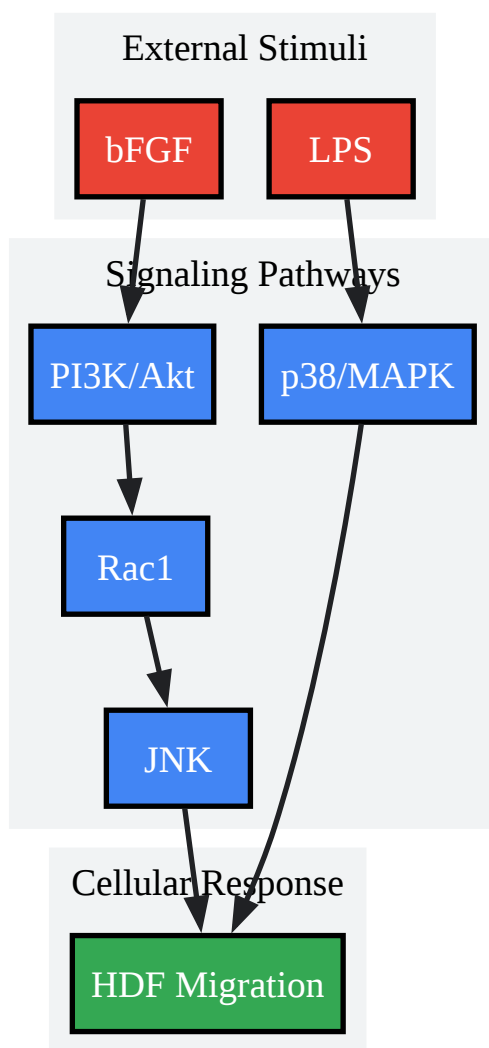 External Stimuli
bFGF
LPS
Signaling Pathways
PI3K/Akt
p38/MAPK
Rac1
JNK
Cellular Response
HDF Migration